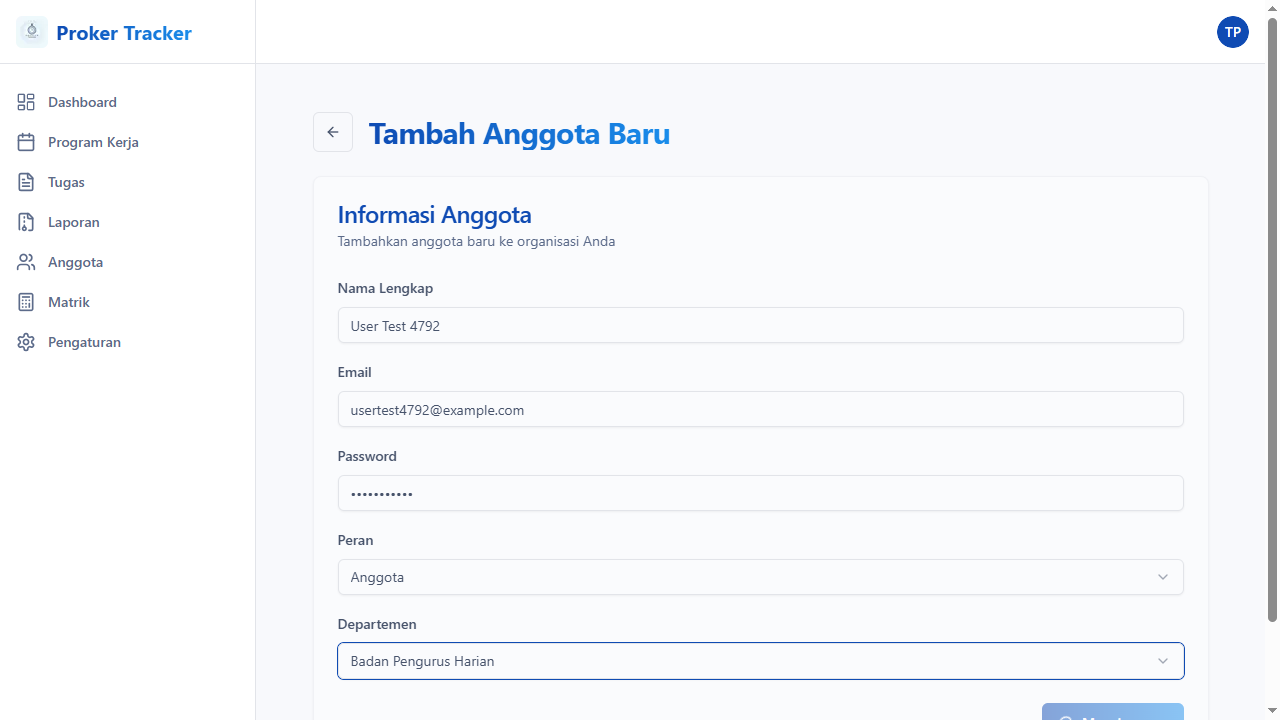 Proker Tracker
TP
Dashboard
Program Kerja
Tugas
Laporan
Anggota
Matrik
Pengaturan
Tambah Anggota Baru
Informasi Anggota
Tambahkan anggota baru ke organisasi Anda
Nama Lengkap
User Test 4792
Email
usertest4792@example.com
Password
•••••••••••
Peran
Anggota
Departemen
Badan Pengurus Harian